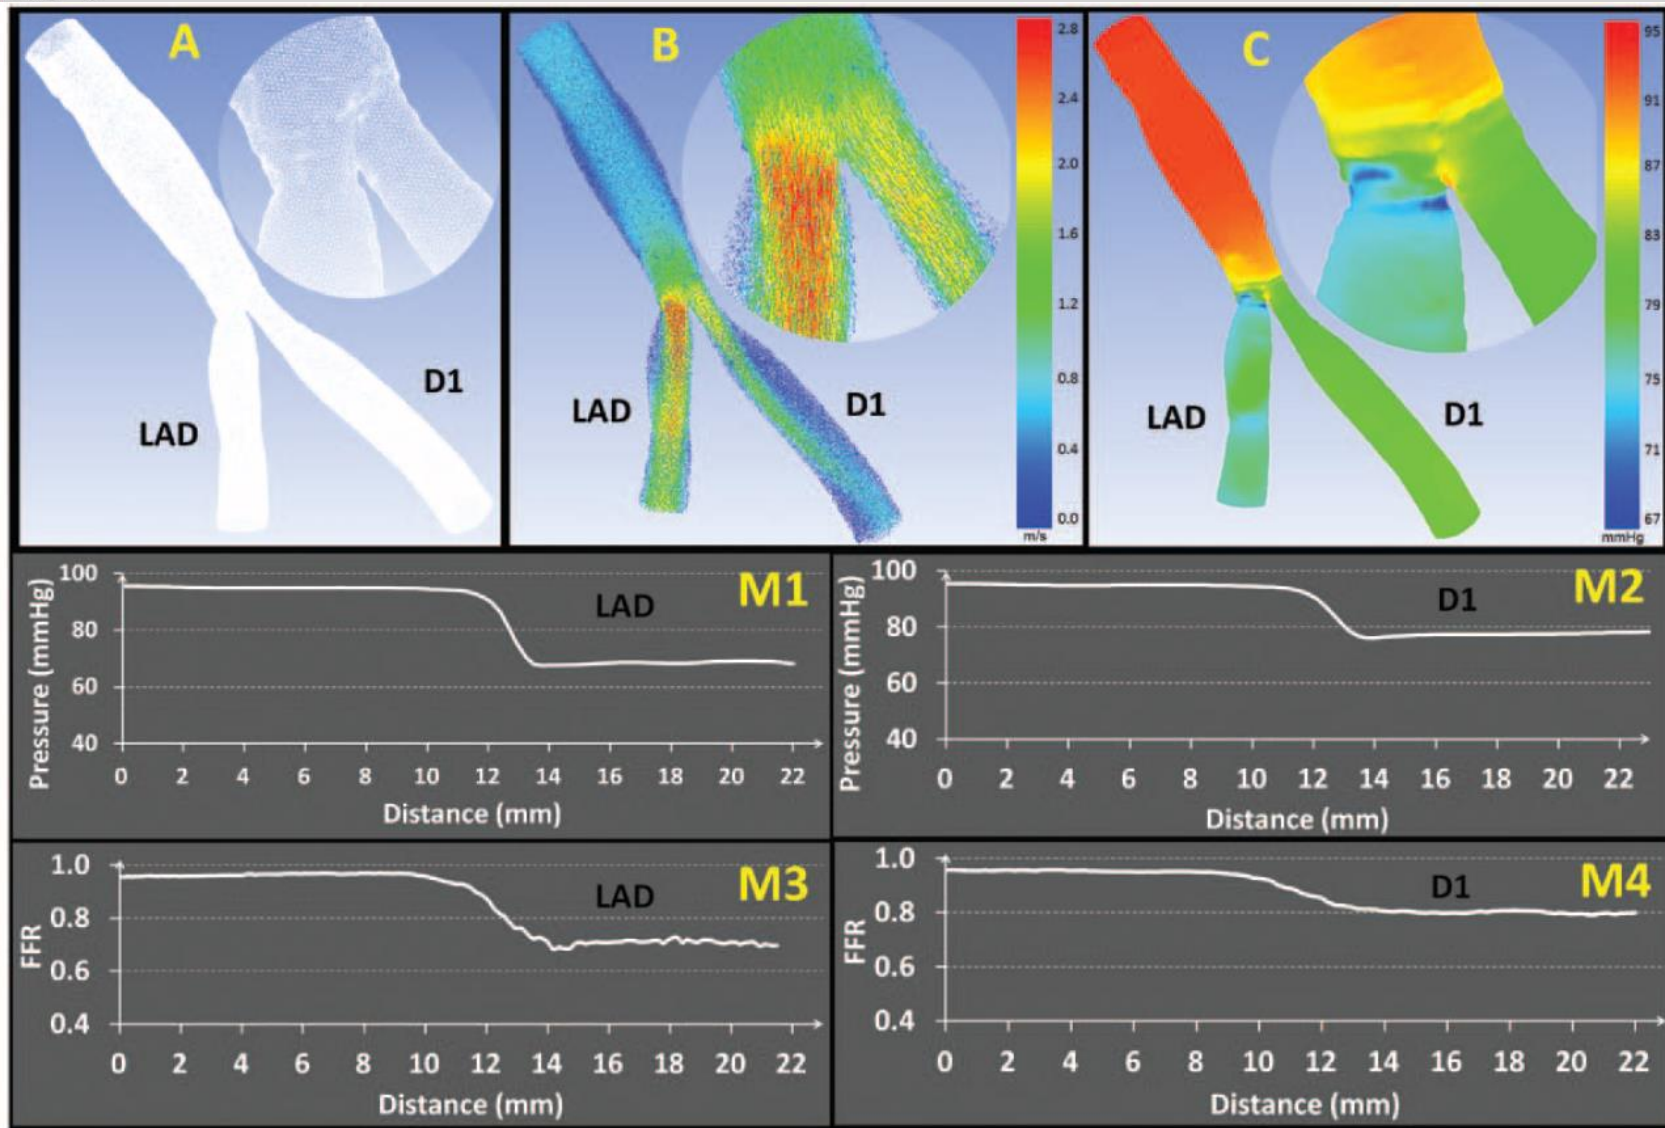 A
LAD
D1
B
LAD
D1
2.8
2.4
2.0
1.6
1.2
0.8
0.4
0.0
m/s
C
LAD
D1
95
91
87
83
79
75
71
67
mmHg
M1
LAD
Pressure (mmHg)
100
80
60
40
0 2 4 6 8 10 12 14 16 18 20 22
Distance (mm)
M2
D1
Pressure (mmHg)
100
80
60
40
0 2 4 6 8 10 12 14 16 18 20 22
Distance (mm)
M3
LAD
FFR
1.0
0.8
0.6
0.4
0 2 4 6 8 10 12 14 16 18 20 22
Distance (mm)
M4
D1
FFR
1.0
0.8
0.6
0.4
0 2 4 6 8 10 12 14 16 18 20 22
Distance (mm)